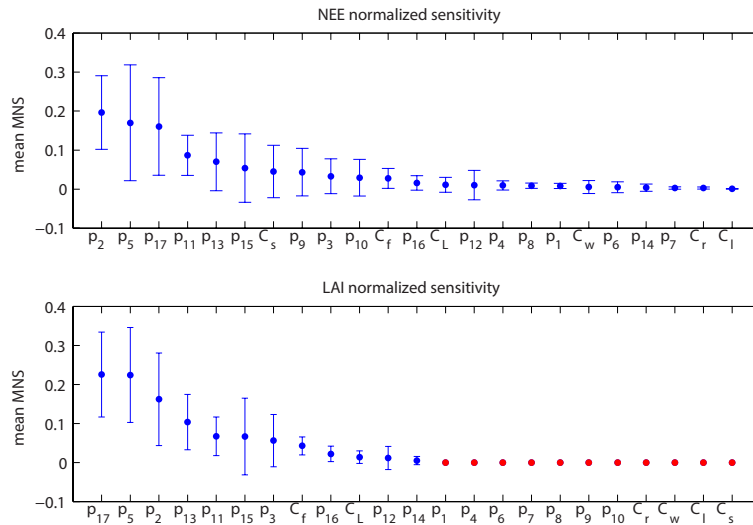 NEE normalized sensitivity
0.4
0.3
0.2
0.1
0
−0.1
mean MNS
p2 p5 p17 p11 p13 p15 Cs p9 p3 p10 Cf p16 CL p12 p4 p8 p1 Cw p6 p14 p7 Cr Cl
LAI normalized sensitivity
0.4
0.3
0.2
0.1
0
−0.1
mean MNS
p17 p5 p2 p13 p11 p15 p3 Cf p16 CL p12 p14 p1 p4 p6 p7 p8 p9 p10 Cr Cw Cl Cs